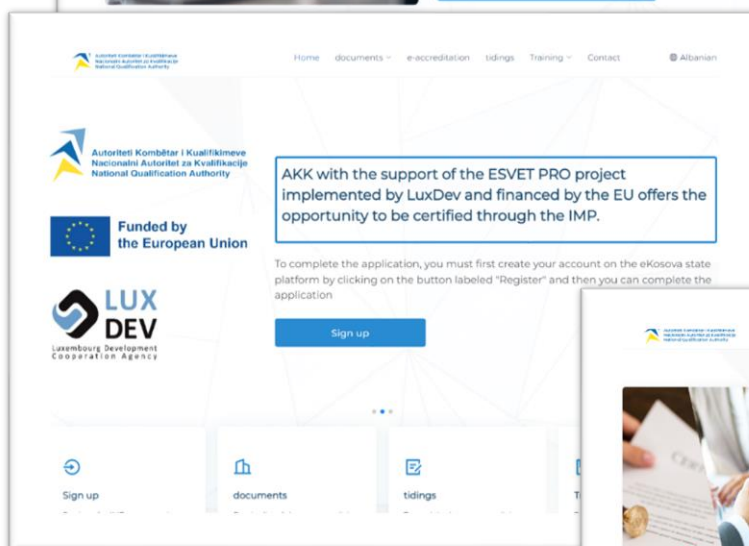 Autoriteti Kombëtar i Kualifikimeve
Nacionalni Autoritet za Kvalifikacije
National Qualification Authority
Home documents e-accreditation tidings Training Contact Albanian
Autoriteti Kombëtar i Kualifikimeve
Nacionalni Autoritet za Kvalifikacije
National Qualification Authority
Funded by
the European Union
LUX
DEV
Luxembourg Development
Cooperation Agency
AKK with the support of the ESVET PRO project
implemented by LuxDev and financed by the EU offers the
opportunity to be certified through the IMP.
To complete the application, you must first create your account on the eKosova state
platform by clicking on the button labeled "Register" and then you can complete the
application
Sign up
Sign up
documents
tidings